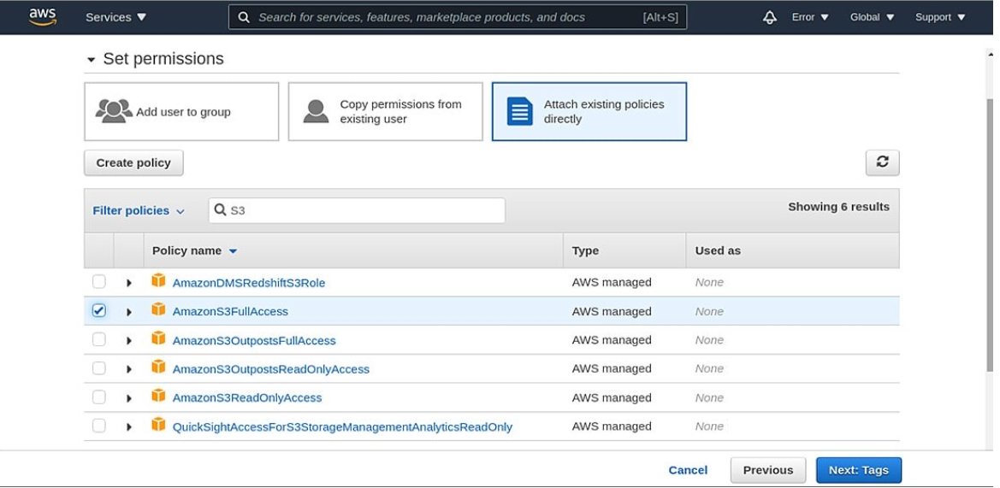 aws Services Search for services, features, marketplace products, and docs [Alt+S] Error Global Support
Set permissions
Add user to group
Copy permissions from
existing user
Attach existing policies
directly
Create policy
Filter policies S3 Showing 6 results
Policy name Type Used as
AmazonDMSRedshiftS3Role AWS managed None
AmazonS3FullAccess AWS managed None
AmazonS3OutpostsFullAccess AWS managed None
AmazonS3OutpostsReadOnlyAccess AWS managed None
AmazonS3ReadOnlyAccess AWS managed None
QuickSightAccessForS3StorageManagementAnalyticsReadOnly AWS managed None
Cancel Previous Next: Tags